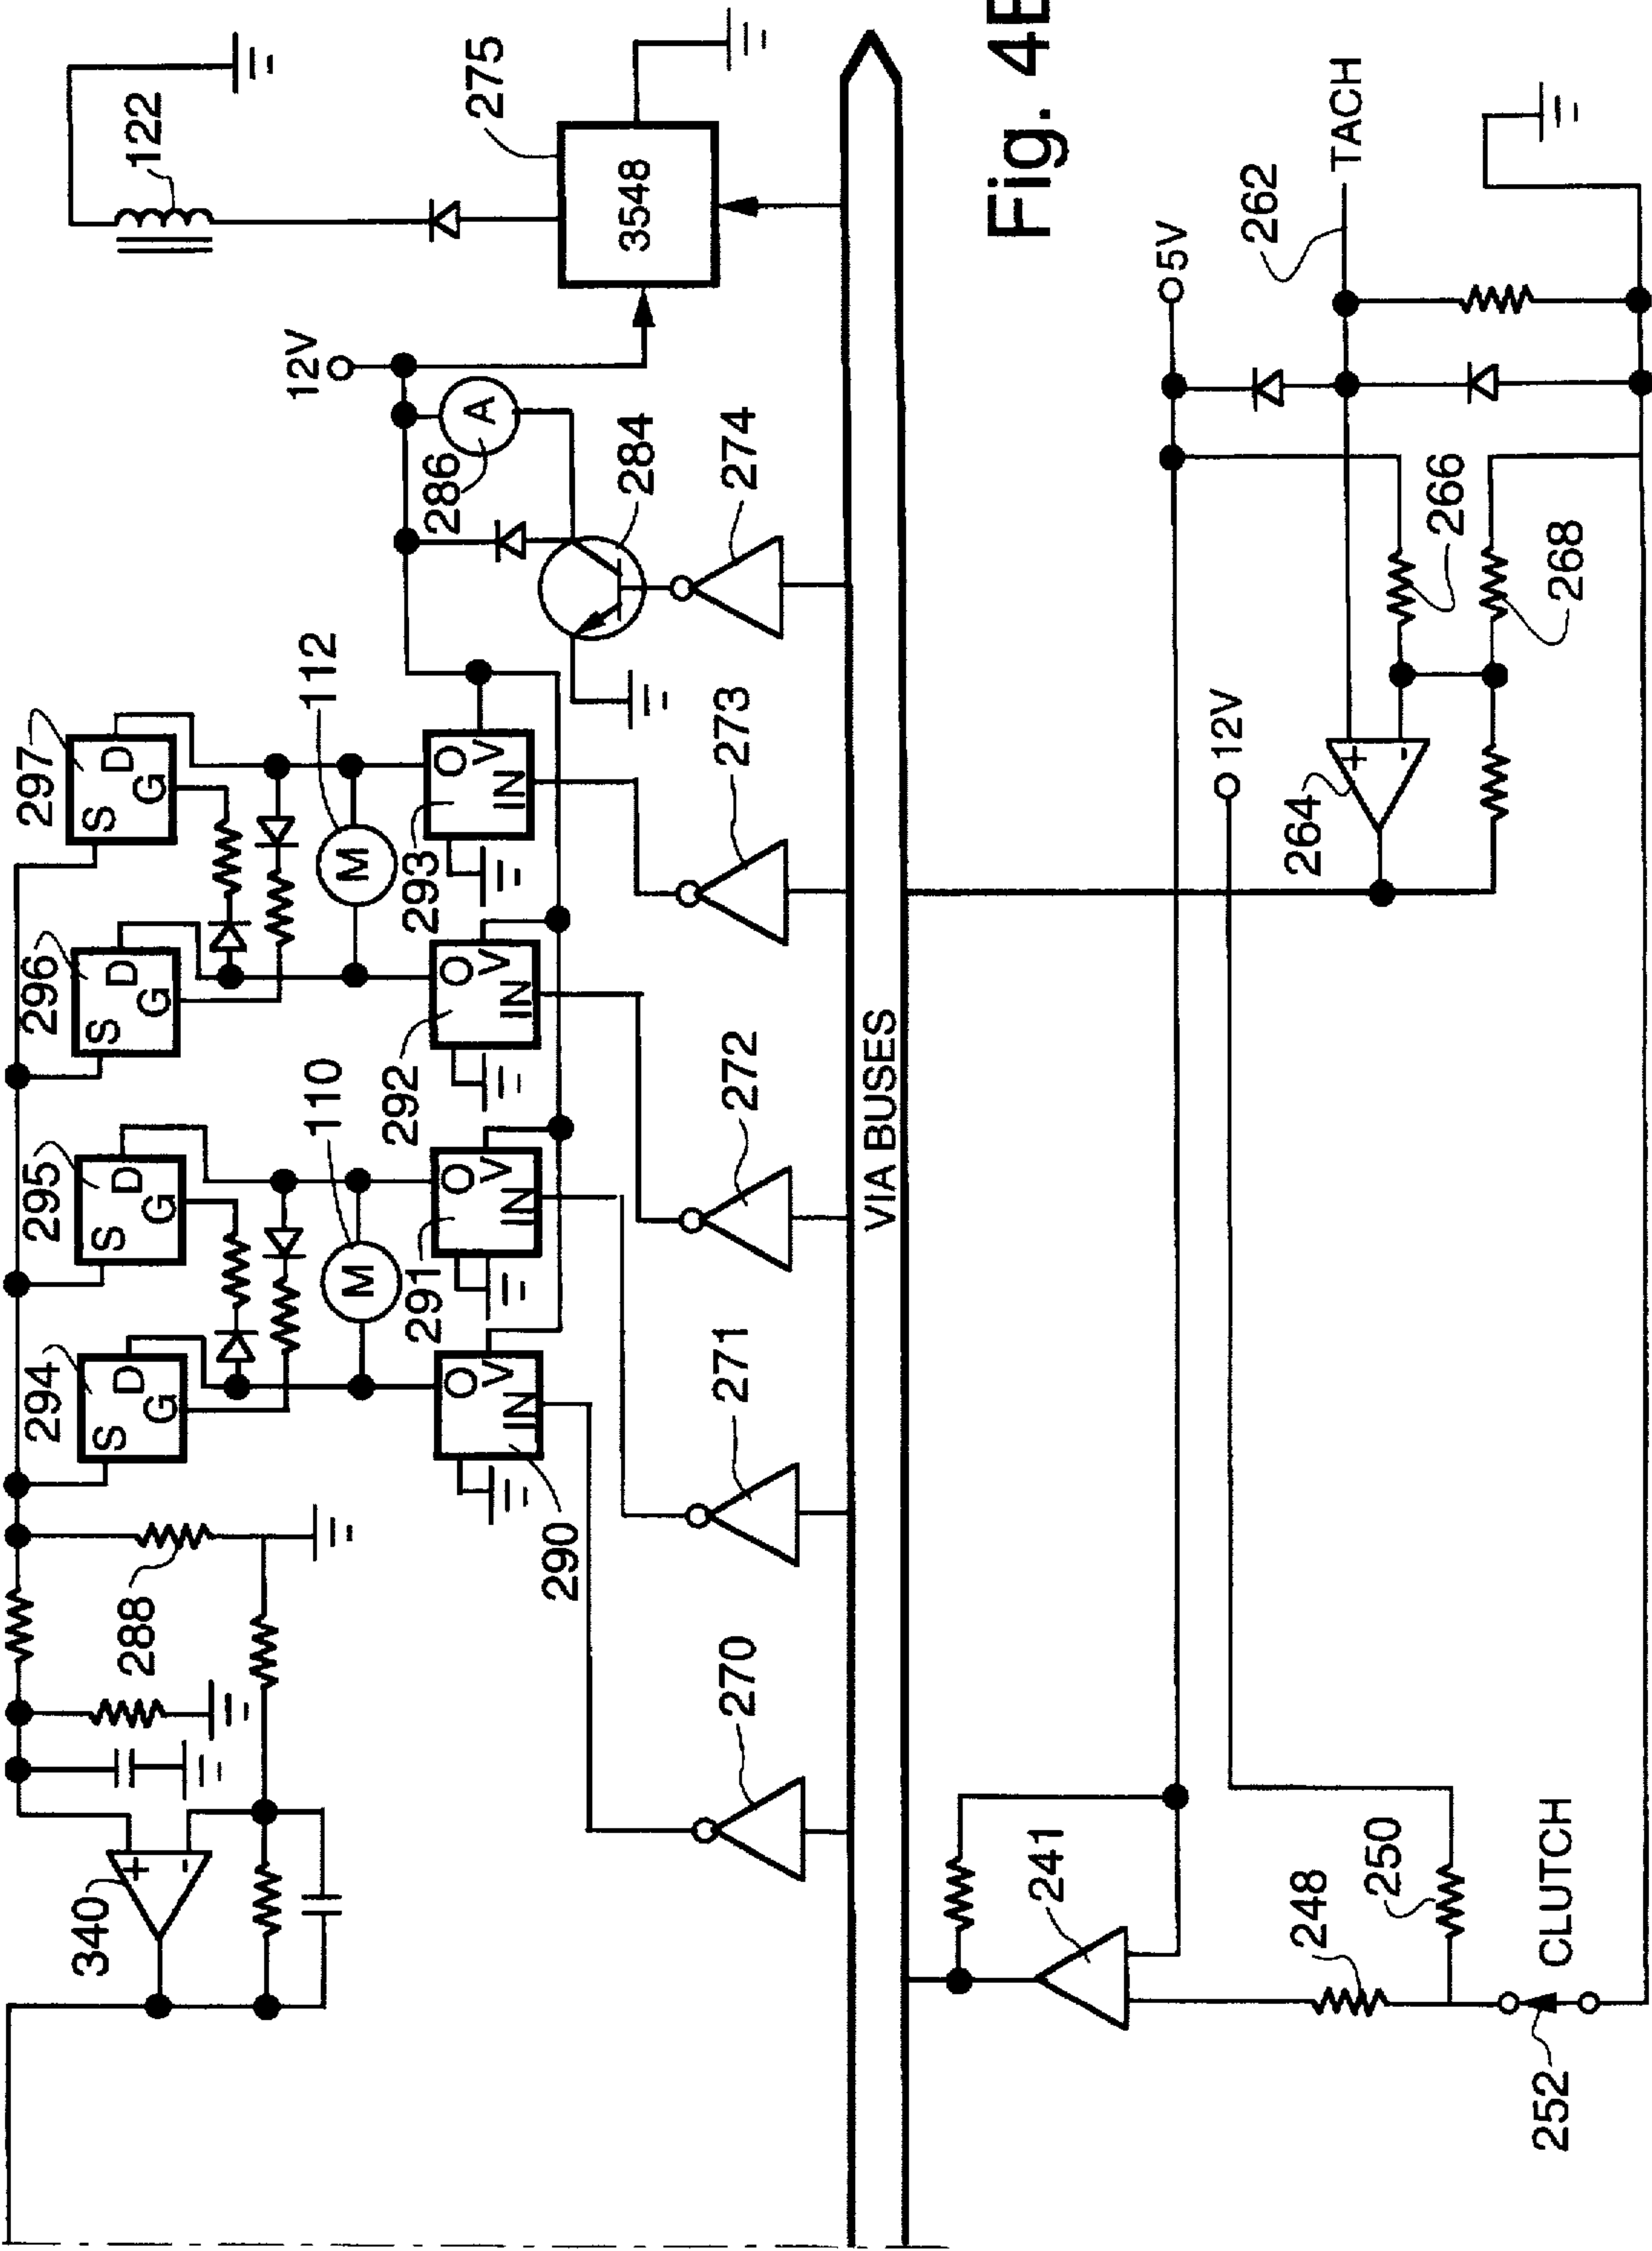 297
S
D
G
296
S
D
G
295
S
D
G
294
S
D
G
122
275
3548
12V
A
286
284
274
112
M
293
O
V
IN
273
292
O
V
IN
272
110
M
291
O
V
IN
271
290
O
V
IN
270
288
340
+
-
VIA BUSES
Fig. 4B
TACH
262
5V
266
268
12V
264
+
-
241
248
250
CLUTCH
252